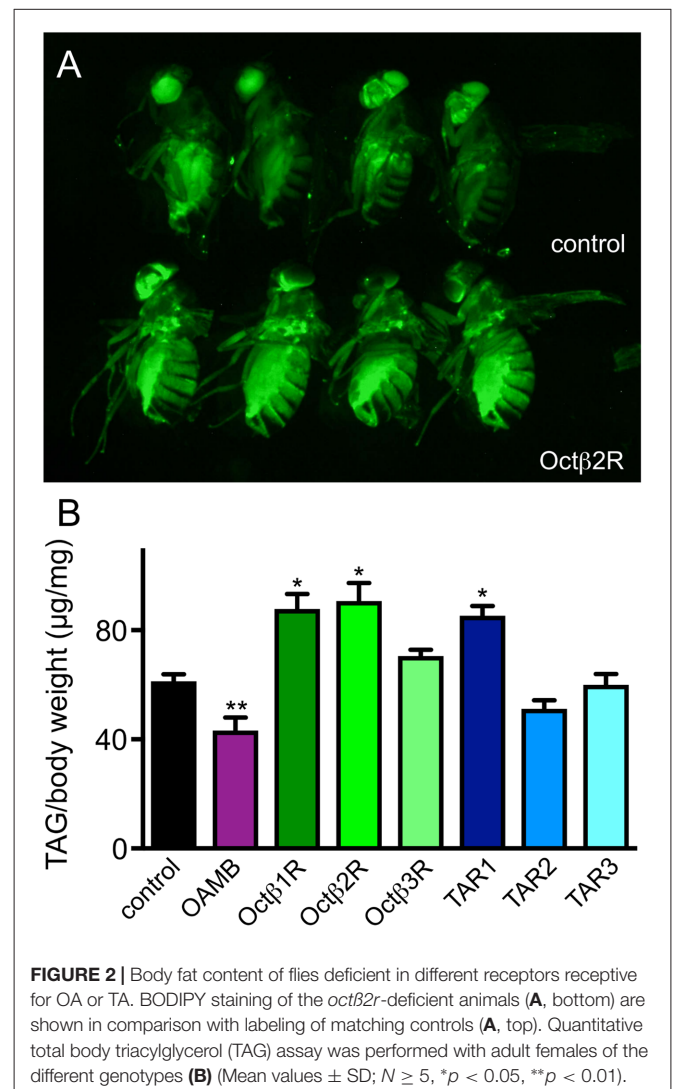 A
control
Octβ2R
B
TAG/body weight (µg/mg)
80
40
0
** * * *
control OAMB Octβ1R Octβ2R Octβ3R TAR1 TAR2 TAR3
FIGURE 2 | Body fat content of flies deficient in different receptors receptive
for OA or TA. BODIPY staining of the octß2r-deficient animals (A, bottom) are
shown in comparison with labeling of matching controls (A, top). Quantitative
total body triacylglycerol (TAG) assay was performed with adult females of the
different genotypes (B) (Mean values ± SD; N ≥ 5, *p < 0.05, **p < 0.01).